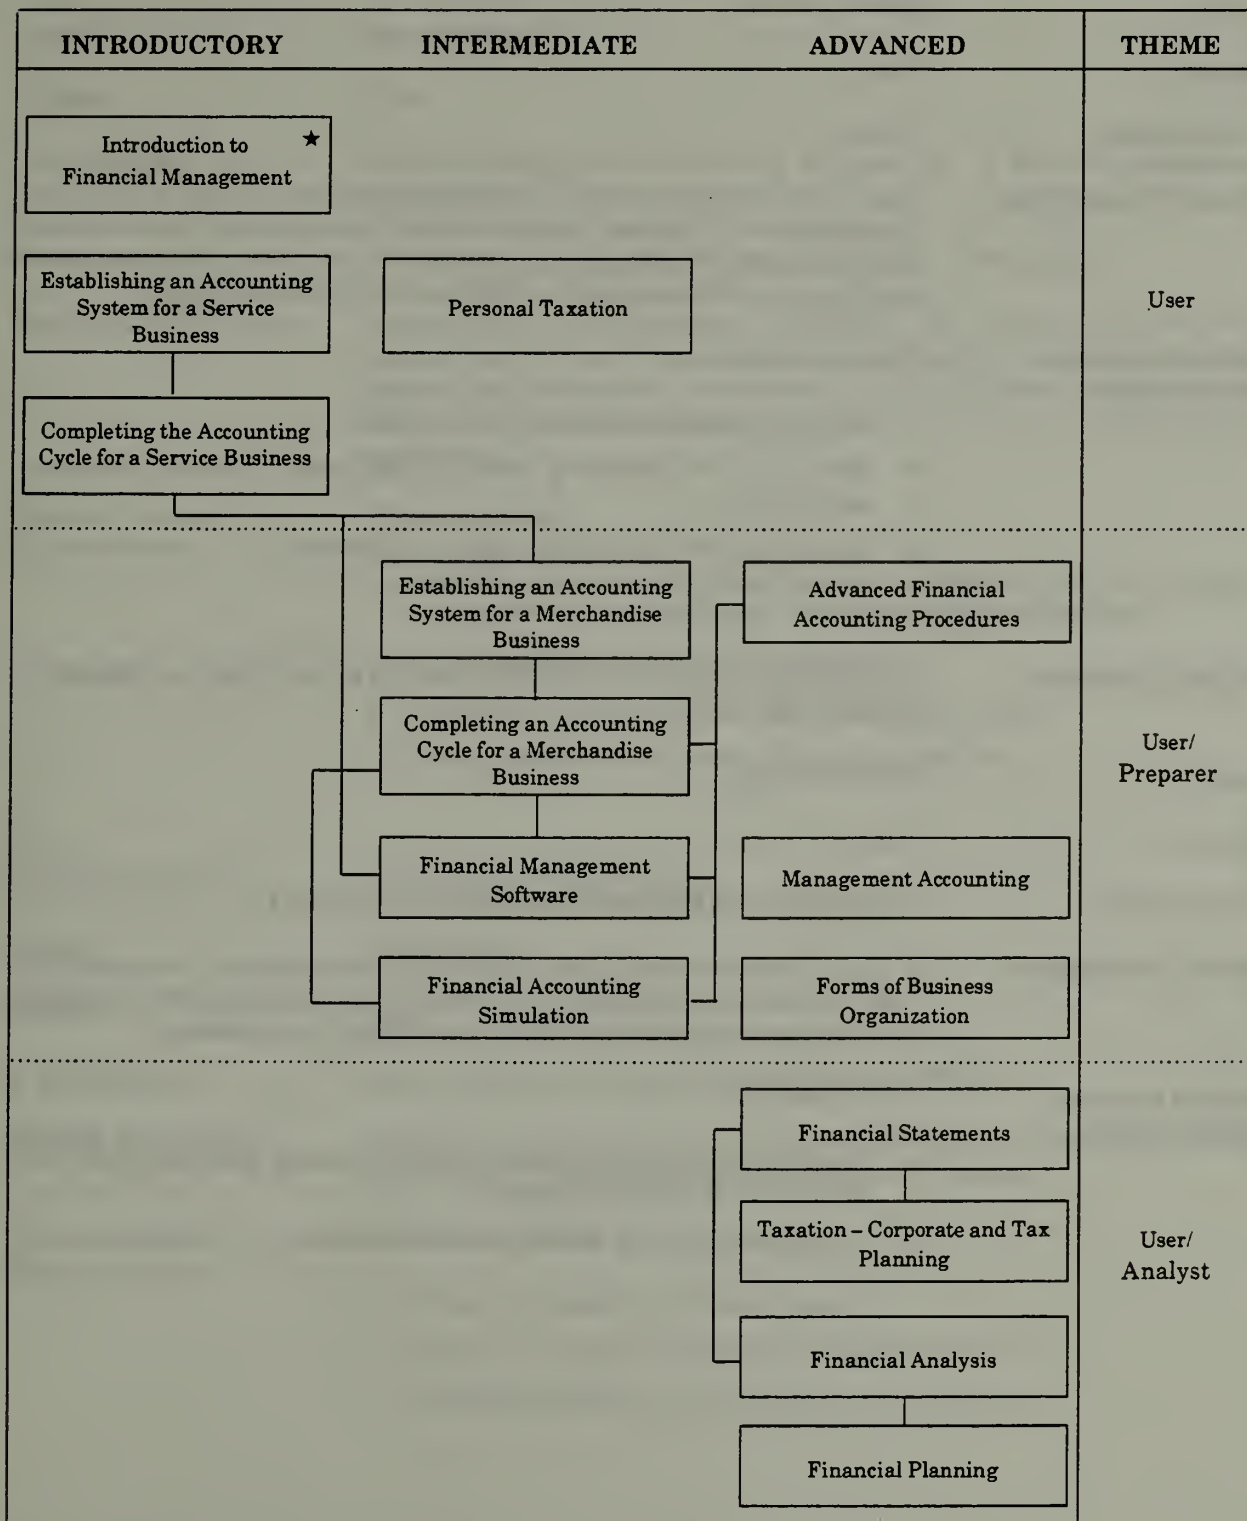 INTRODUCTORY INTERMEDIATE ADVANCED THEME
Introduction to ★
Financial Management
Establishing an Accounting
System for a Service
Business
Personal Taxation
User
Completing the Accounting
Cycle for a Service Business
Establishing an Accounting
System for a Merchandise
Business
Advanced Financial
Accounting Procedures
Completing an Accounting
Cycle for a Merchandise
Business
User/
Preparer
Financial Management
Software
Management Accounting
Financial Accounting
Simulation
Forms of Business
Organization
Financial Statements
Taxation – Corporate and Tax
Planning
User/
Analyst
Financial Analysis
Financial Planning